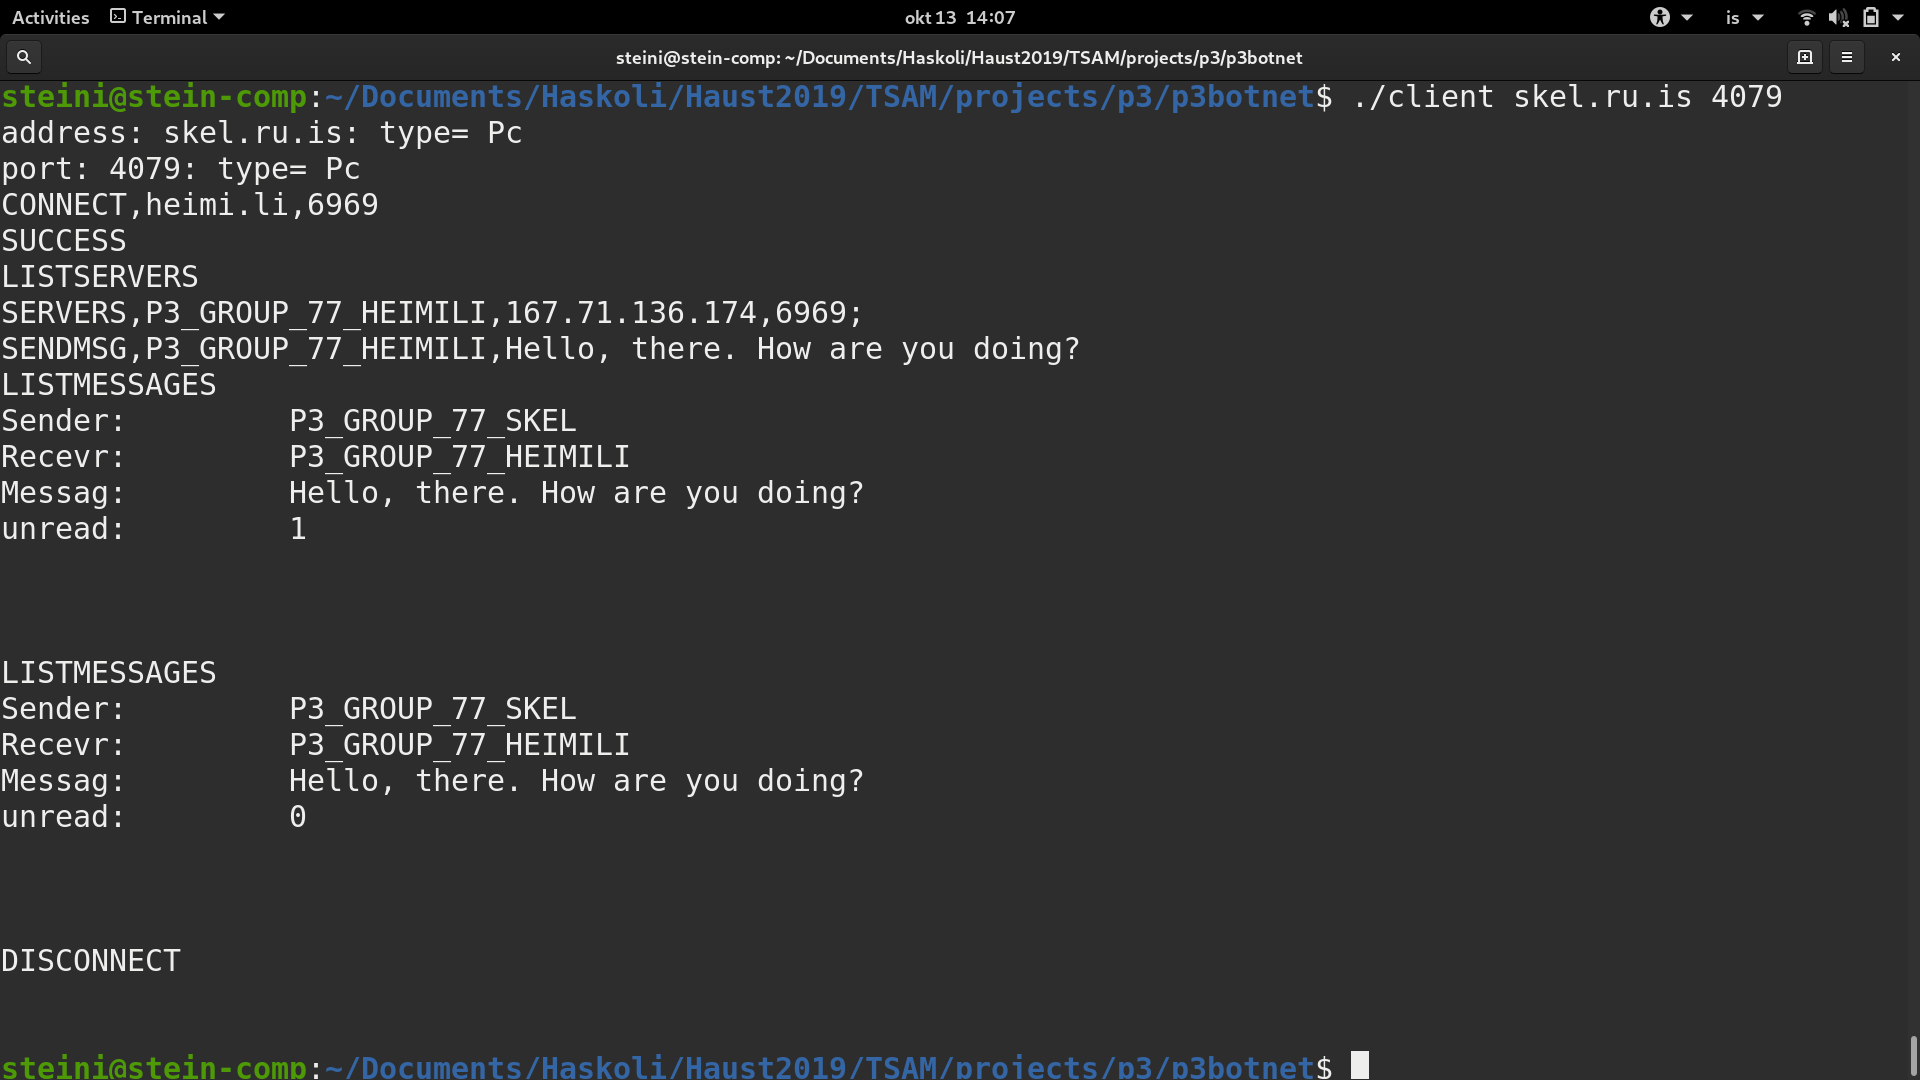 Activities Terminal okt 13 14:07 is
steini@stein-comp: ~/Documents/Haskoli/Haust2019/TSAM/projects/p3/p3botnet
steini@stein-comp:~/Documents/Haskoli/Haust2019/TSAM/projects/p3/p3botnet$ ./client skel.ru.is 4079
address: skel.ru.is: type= Pc
port: 4079: type= Pc
CONNECT,heimi.li,6969
SUCCESS
LISTSERVERS
SERVERS,P3_GROUP_77_HEIMILI,167.71.136.174,6969;
SENDMSG,P3_GROUP_77_HEIMILI,Hello, there. How are you doing?
LISTMESSAGES
Sender: P3_GROUP_77_SKEL
Recevr: P3_GROUP_77_HEIMILI
Messag: Hello, there. How are you doing?
unread: 1
LISTMESSAGES
Sender: P3_GROUP_77_SKEL
Recevr: P3_GROUP_77_HEIMILI
Messag: Hello, there. How are you doing?
unread: 0
DISCONNECT
steini@stein-comp:~/Documents/Haskoli/Haust2019/TSAM/projects/p3/p3botnet$